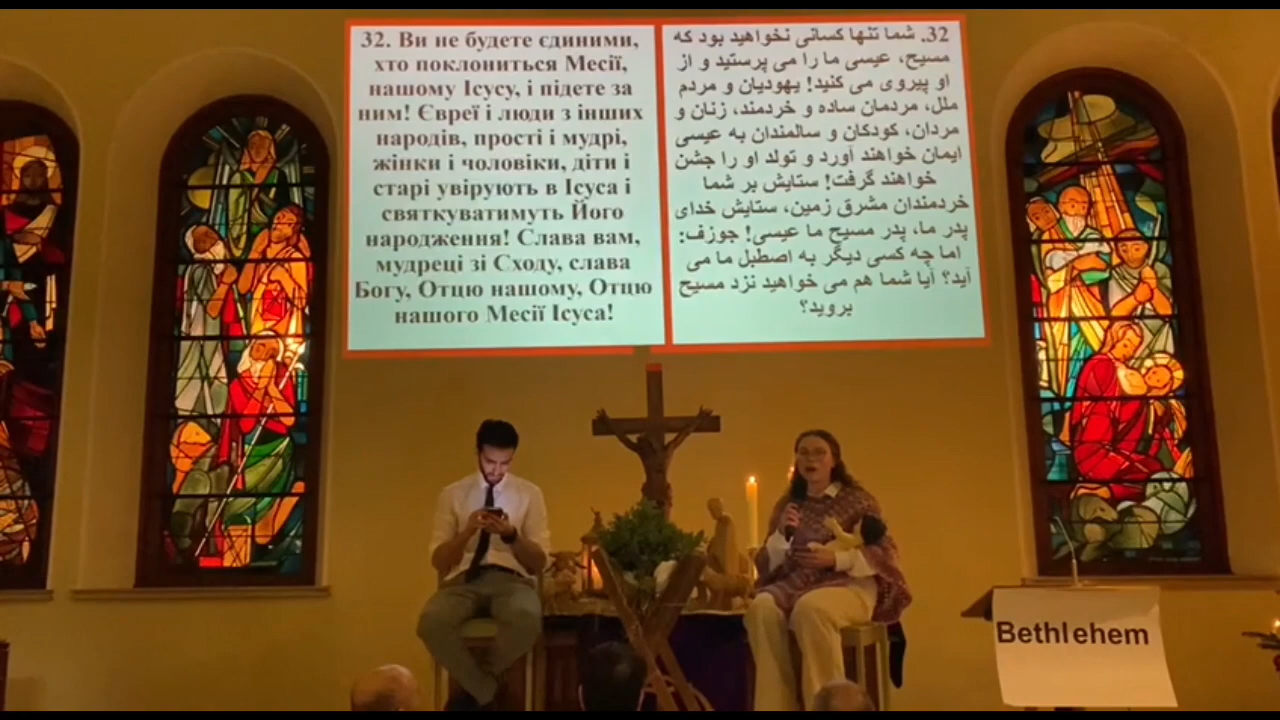 32. Ви не будете єдиними,
хто поклониться Месії,
нашому Ісусу, і підете за
ним! Євреї і люди з інших
народів, прості і мудрі,
жінки і чоловіки, діти і
старі увірують в Ісуса і
святкуватимуть Його
народження! Слава вам,
мудреці зі Сходу, слава
Богу, Отцю нашому, Отцю
нашого Месії Ісуса!
32. شما تنها کسانی نخواهید بود که
مسیح، عیسی ما را می پرستید و از
او پیروی می کنید! یهودیان و مردم
ملل، مردمان ساده و خردمند، زنان و
مردان، کودکان و سالمندان به عیسی
ایمان خواهند آورد و تولد او را جشن
خواهند گرفت! ستایش بر شما
خردمندان مشرق زمین، ستایش خدای
پدر ما، پدر مسیح ما عیسی! جوزف:
اما چه کسی دیگر به اصطبل ما می
آید؟ آیا شما هم می خواهید نزد مسیح
بروید؟
Bethlehem